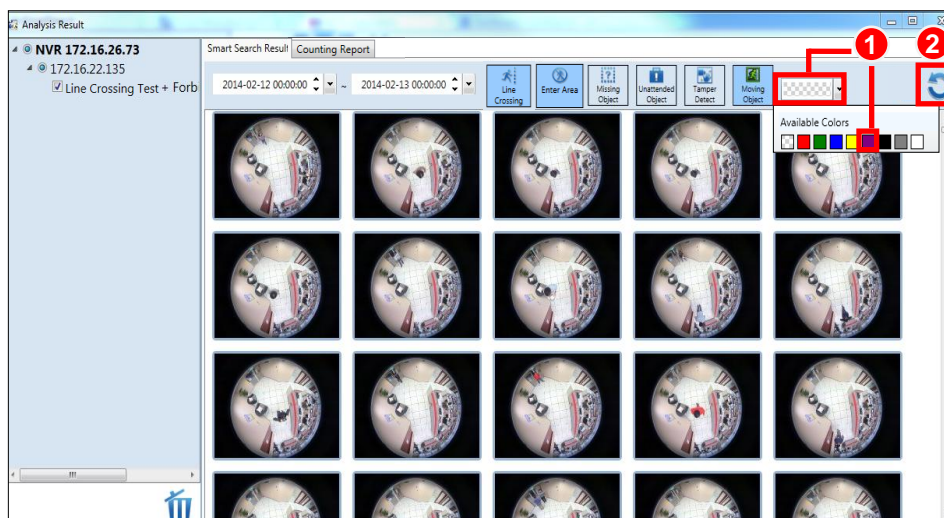 Analysis Result
NVR 172.16.26.73
172.16.22.135
Line Crossing Test + Forb
Smart Search Result Counting Report
2014-02-12 00:00:00 ~ 2014-02-13 00:00:00
Line
Crossing
Enter Area
Missing
Object
Unattended
Object
Tamper
Detect
Moving
Object
1
2
Available Colors